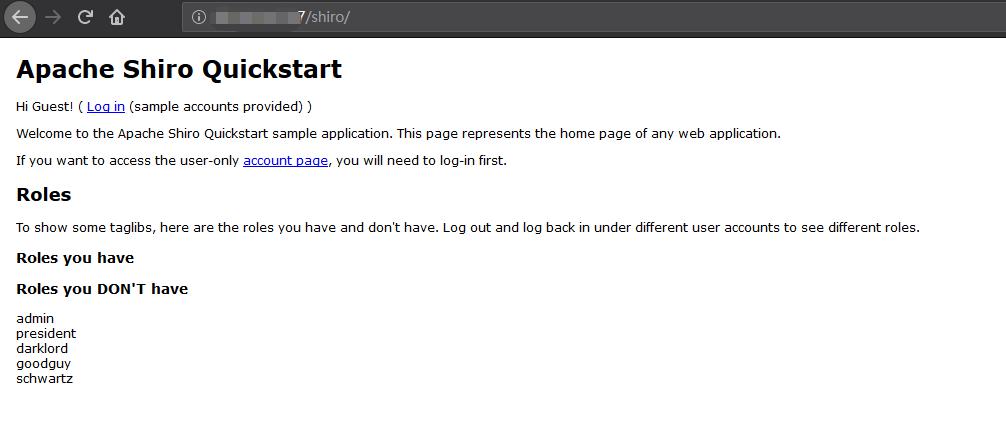 7/shiro/
Apache Shiro Quickstart
Hi Guest! ( Log in (sample accounts provided) )
Welcome to the Apache Shiro Quickstart sample application. This page represents the home page of any web application.
If you want to access the user-only account page, you will need to log-in first.
Roles
To show some taglibs, here are the roles you have and don't have. Log out and log back in under different user accounts to see different roles.
Roles you have
Roles you DON'T have
admin
president
darklord
goodguy
schwartz